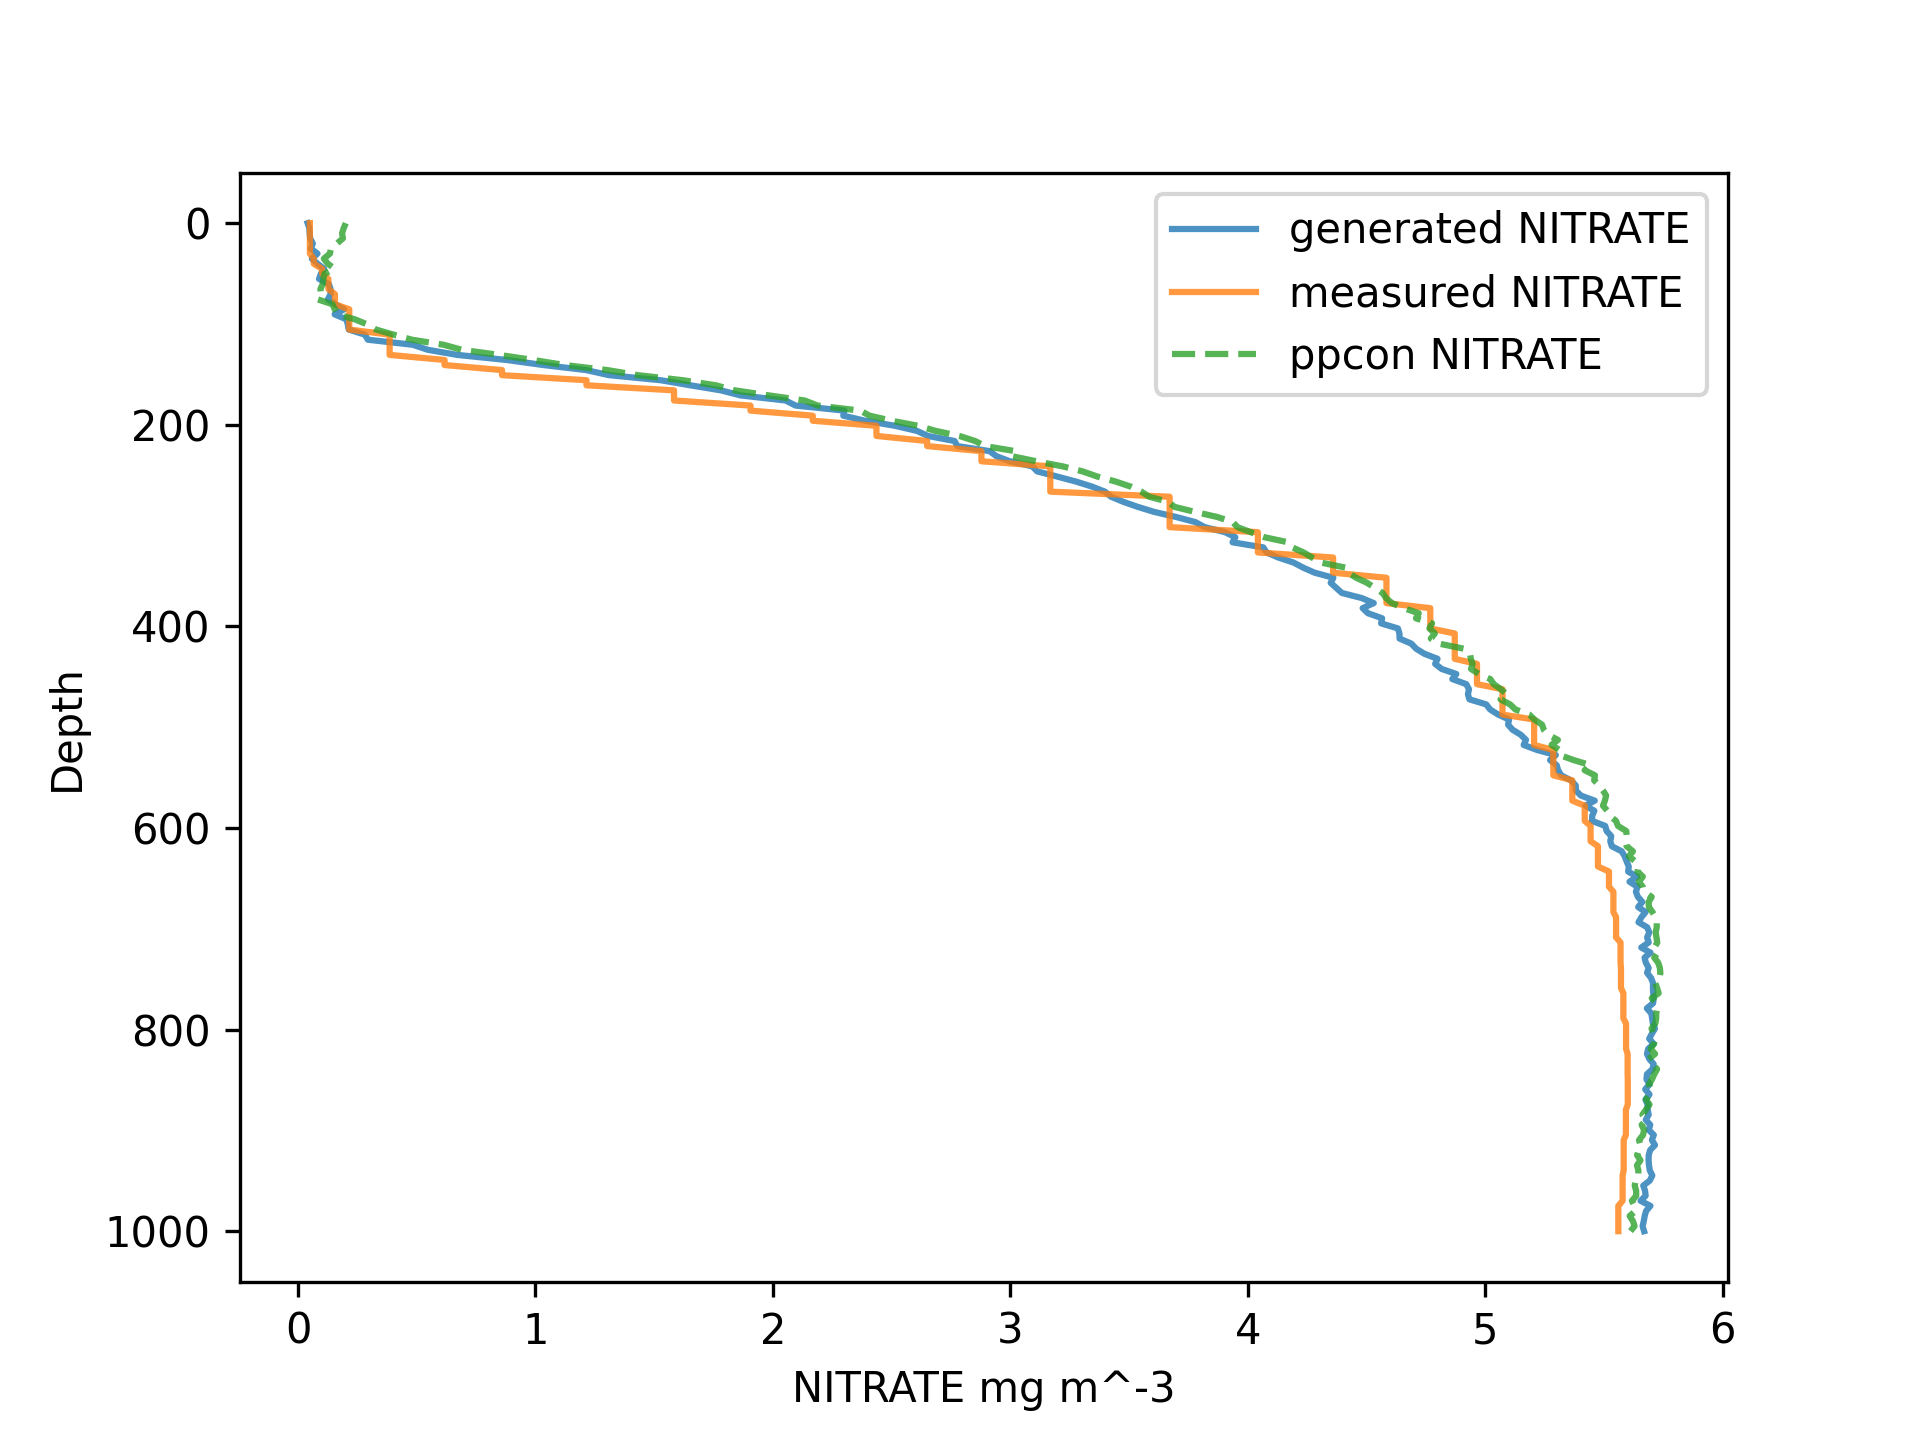 generated NITRATE
measured NITRATE
ppcon NITRATE
0
200
400
600
800
1000
Depth
0 1 2 3 4 5 6
NITRATE mg m^-3